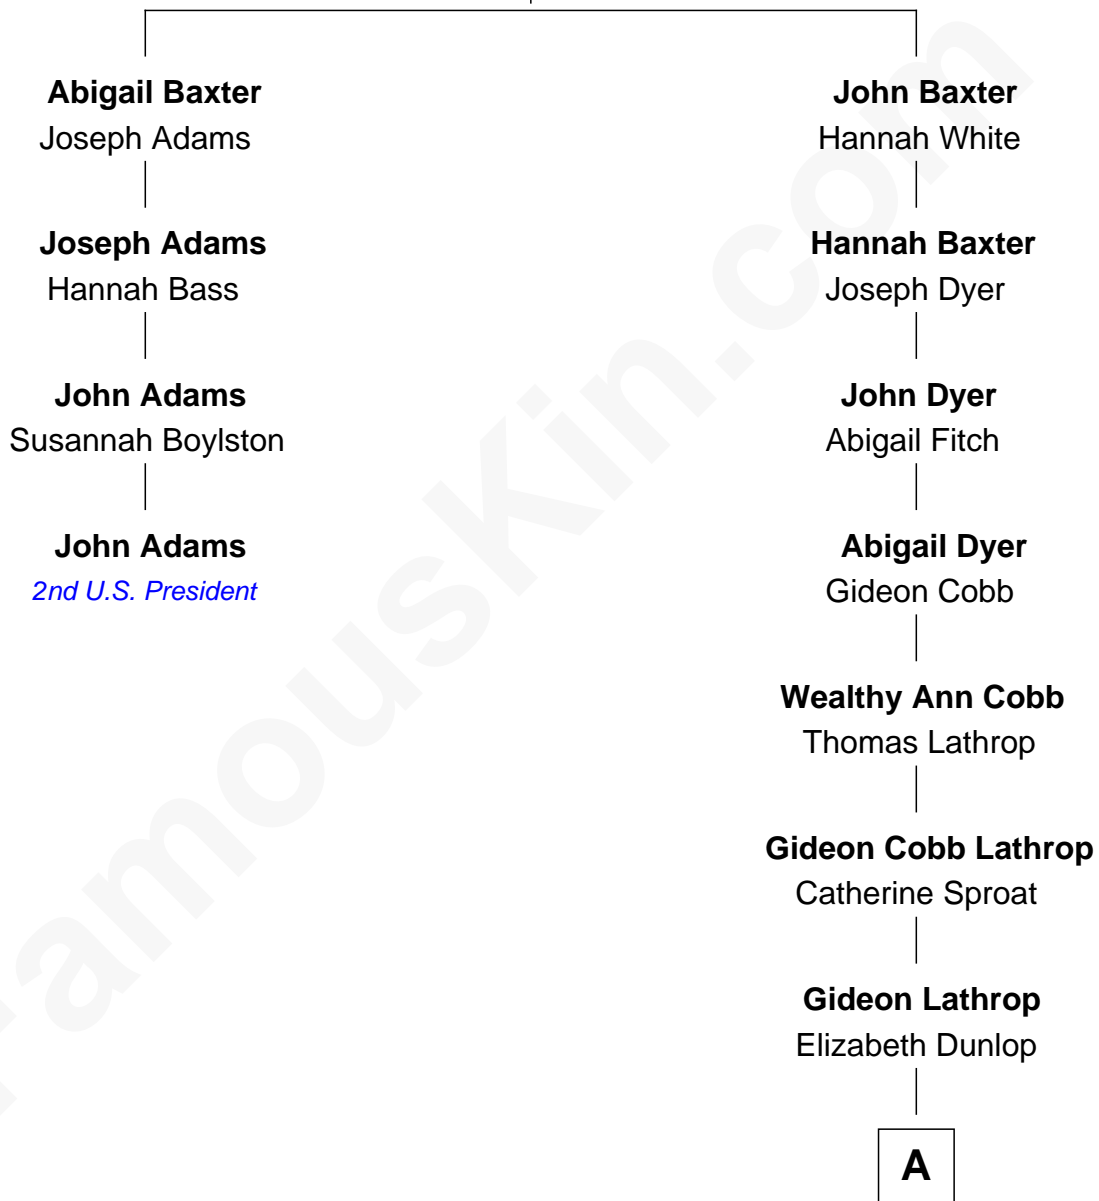 Abigail Baxter
Joseph Adams
Joseph Adams
Hannah Bass
John Adams
Susannah Boylston
John Adams
2nd U.S. President
John Baxter
Hannah White
Hannah Baxter
Joseph Dyer
John Dyer
Abigail Fitch
Abigail Dyer
Gideon Cobb
Wealthy Ann Cobb
Thomas Lathrop
Gideon Cobb Lathrop
Catherine Sproat
Gideon Lathrop
Elizabeth Dunlop
A
FamousKin.com